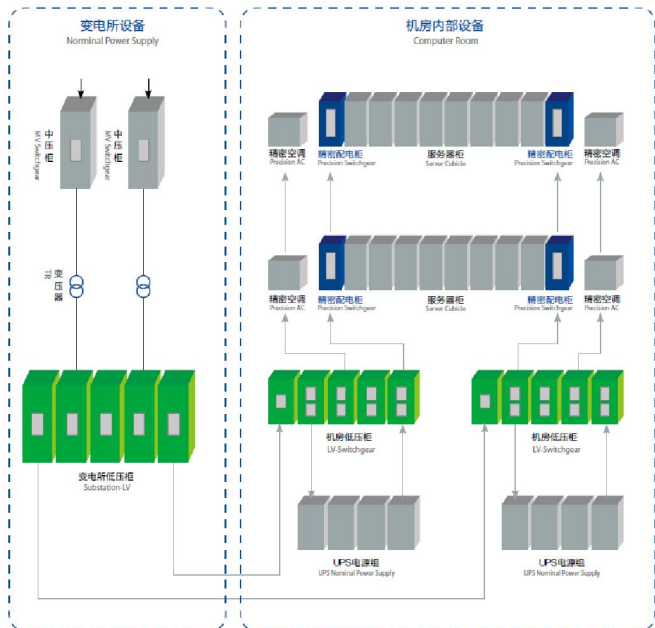 变电所设备
Norminal Power Supply
机房内部设备
Computer Room
中压柜
MV Switchgear
中压柜
MV Switchgear
精密空调
Precision AC
精密配电柜
Precision Switchgear
服务器柜
Server Cubicle
精密配电柜
Precision Switchgear
精密空调
Precision AC
变压器
TR
精密空调
Precision AC
精密配电柜
Precision Switchgear
服务器柜
Server Cubicle
精密配电柜
Precision Switchgear
精密空调
Precision AC
变电所低压柜
Substation-LV
机房低压柜
LV-Switchgear
机房低压柜
LV-Switchgear
UPS电源组
UPS Nominal Power Supply
UPS电源组
UPS Nominal Power Supply